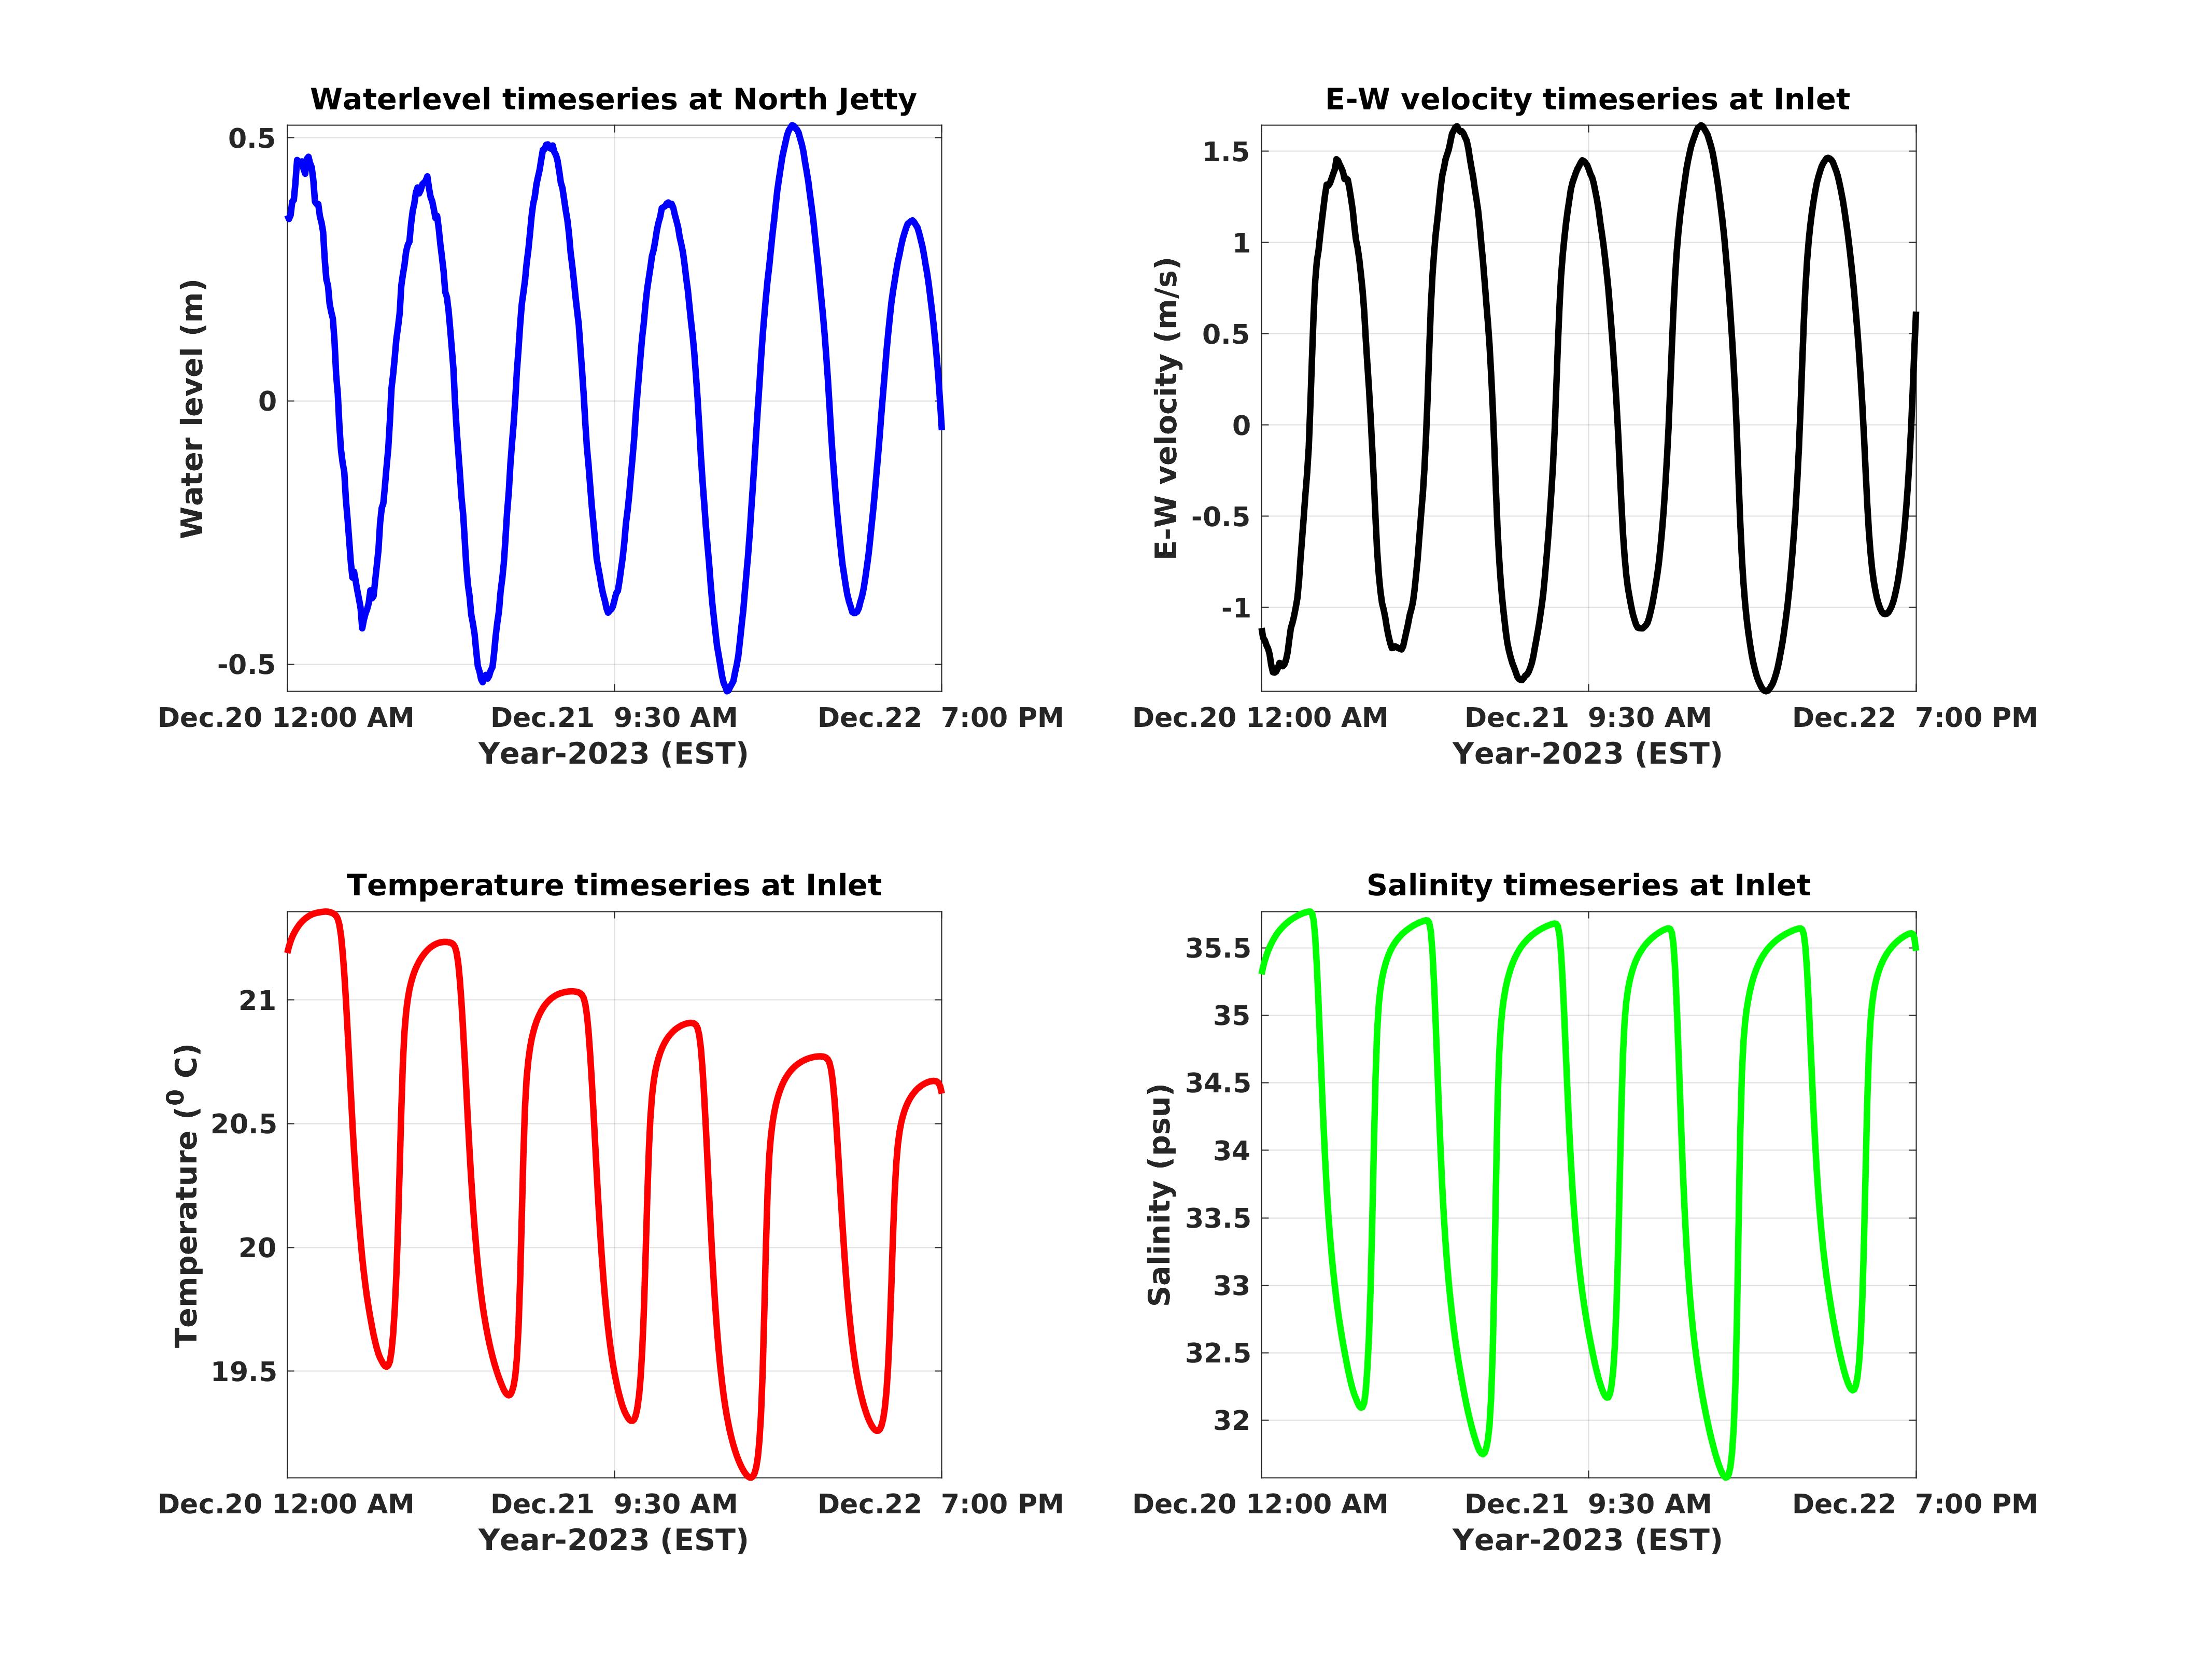 Waterlevel timeseries at North Jetty
0.5
0
-0.5
Water level (m)
Dec.20 12:00 AM
Dec.21 9:30 AM
Dec.22 7:00 PM
Year-2023 (EST)
E-W velocity timeseries at Inlet
1.5
1
0.5
0
-0.5
-1
E-W velocity (m/s)
Dec.20 12:00 AM
Dec.21 9:30 AM
Dec.22 7:00 PM
Year-2023 (EST)
Temperature timeseries at Inlet
21
20.5
20
19.5
Temperature (⁰ C)
Dec.20 12:00 AM
Dec.21 9:30 AM
Dec.22 7:00 PM
Year-2023 (EST)
Salinity timeseries at Inlet
35.5
35
34.5
34
33.5
33
32.5
32
Salinity (psu)
Dec.20 12:00 AM
Dec.21 9:30 AM
Dec.22 7:00 PM
Year-2023 (EST)